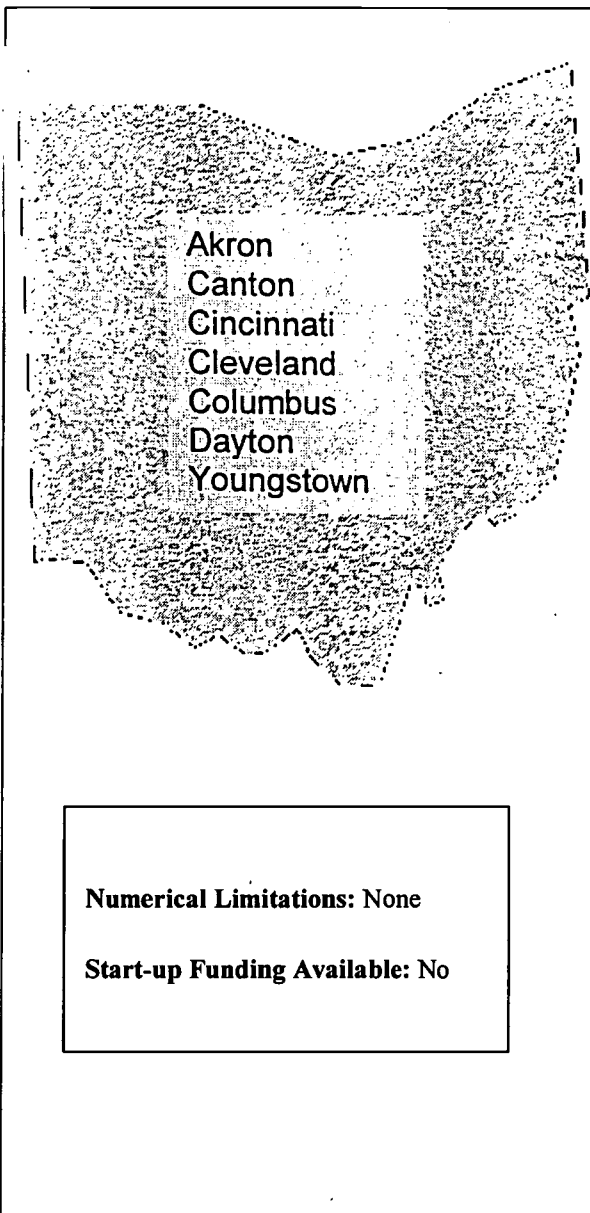 Akron
Canton
Cincinnati
Cleveland
Columbus
Dayton
Youngstown
Numerical Limitations: None
Start-up Funding Available: No